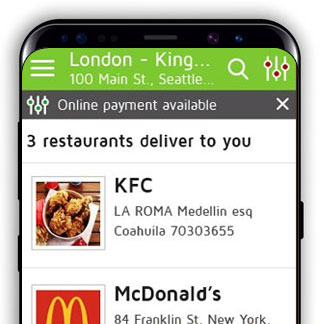 London - King...
100 Main St., Seattle...
Online payment available
3 restaurants deliver to you
KFC
LA ROMA Medellin esq
Coahuila 70303655
McDonald's
84 Franklin St. New York,